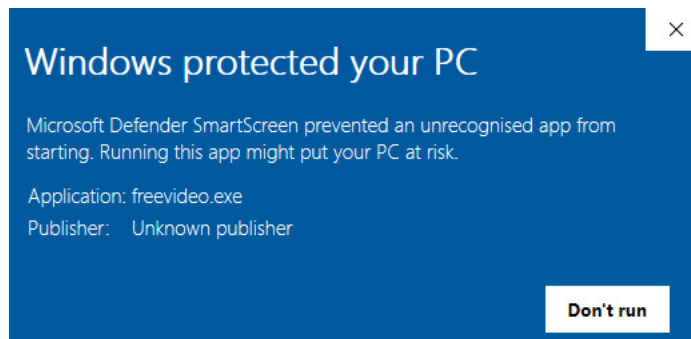 Windows protected your PC
Microsoft Defender SmartScreen prevented an unrecognised app from
starting. Running this app might put your PC at risk.
Application: freevideo.exe
Publisher: Unknown publisher
Don't run